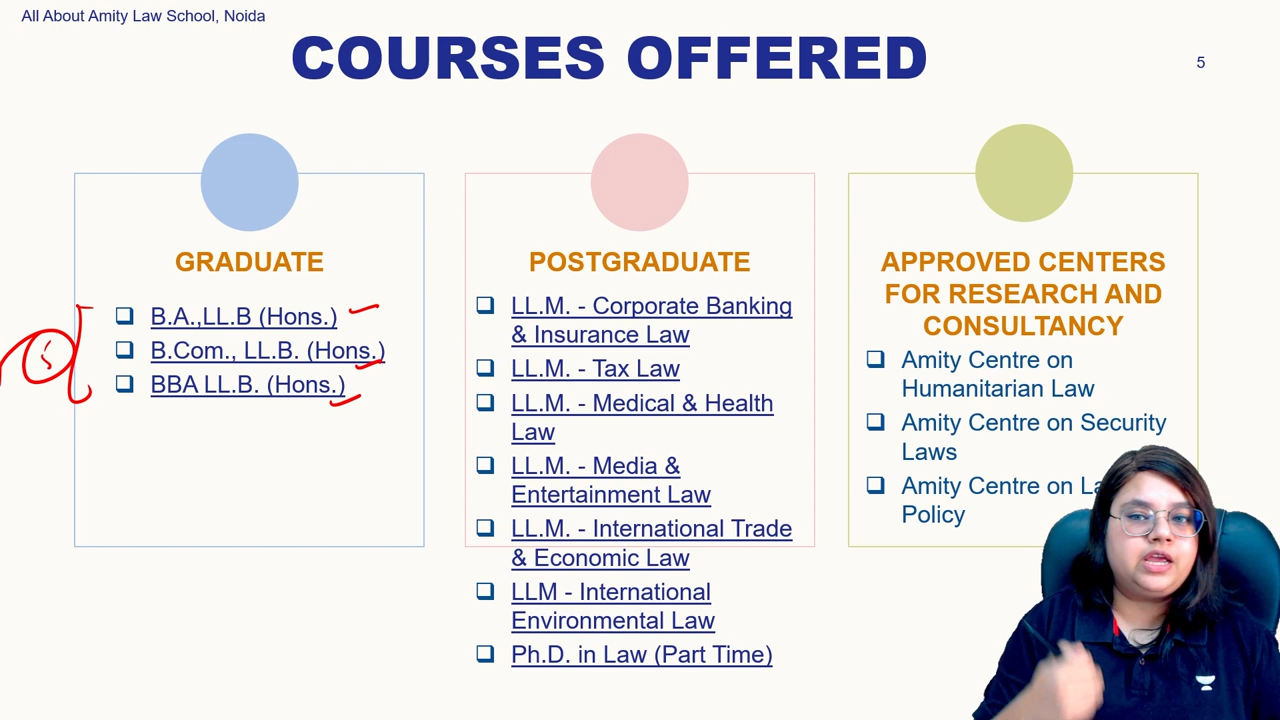 All About Amity Law School, Noida
COURSES OFFERED
5
GRADUATE
B.A.,LL.B (Hons.)
B.Com., LL.B. (Hons.)
BBA LL.B. (Hons.)
POSTGRADUATE
LL.M. - Corporate Banking
& Insurance Law
LL.M. - Tax Law
LL.M. - Medical & Health
Law
LL.M. - Media &
Entertainment Law
LL.M. - International Trade
& Economic Law
LLM - International
Environmental Law
Ph.D. in Law (Part Time)
APPROVED CENTERS
FOR RESEARCH AND
CONSULTANCY
Amity Centre on
Humanitarian Law
Amity Centre on Security
Laws
Amity Centre on
Policy